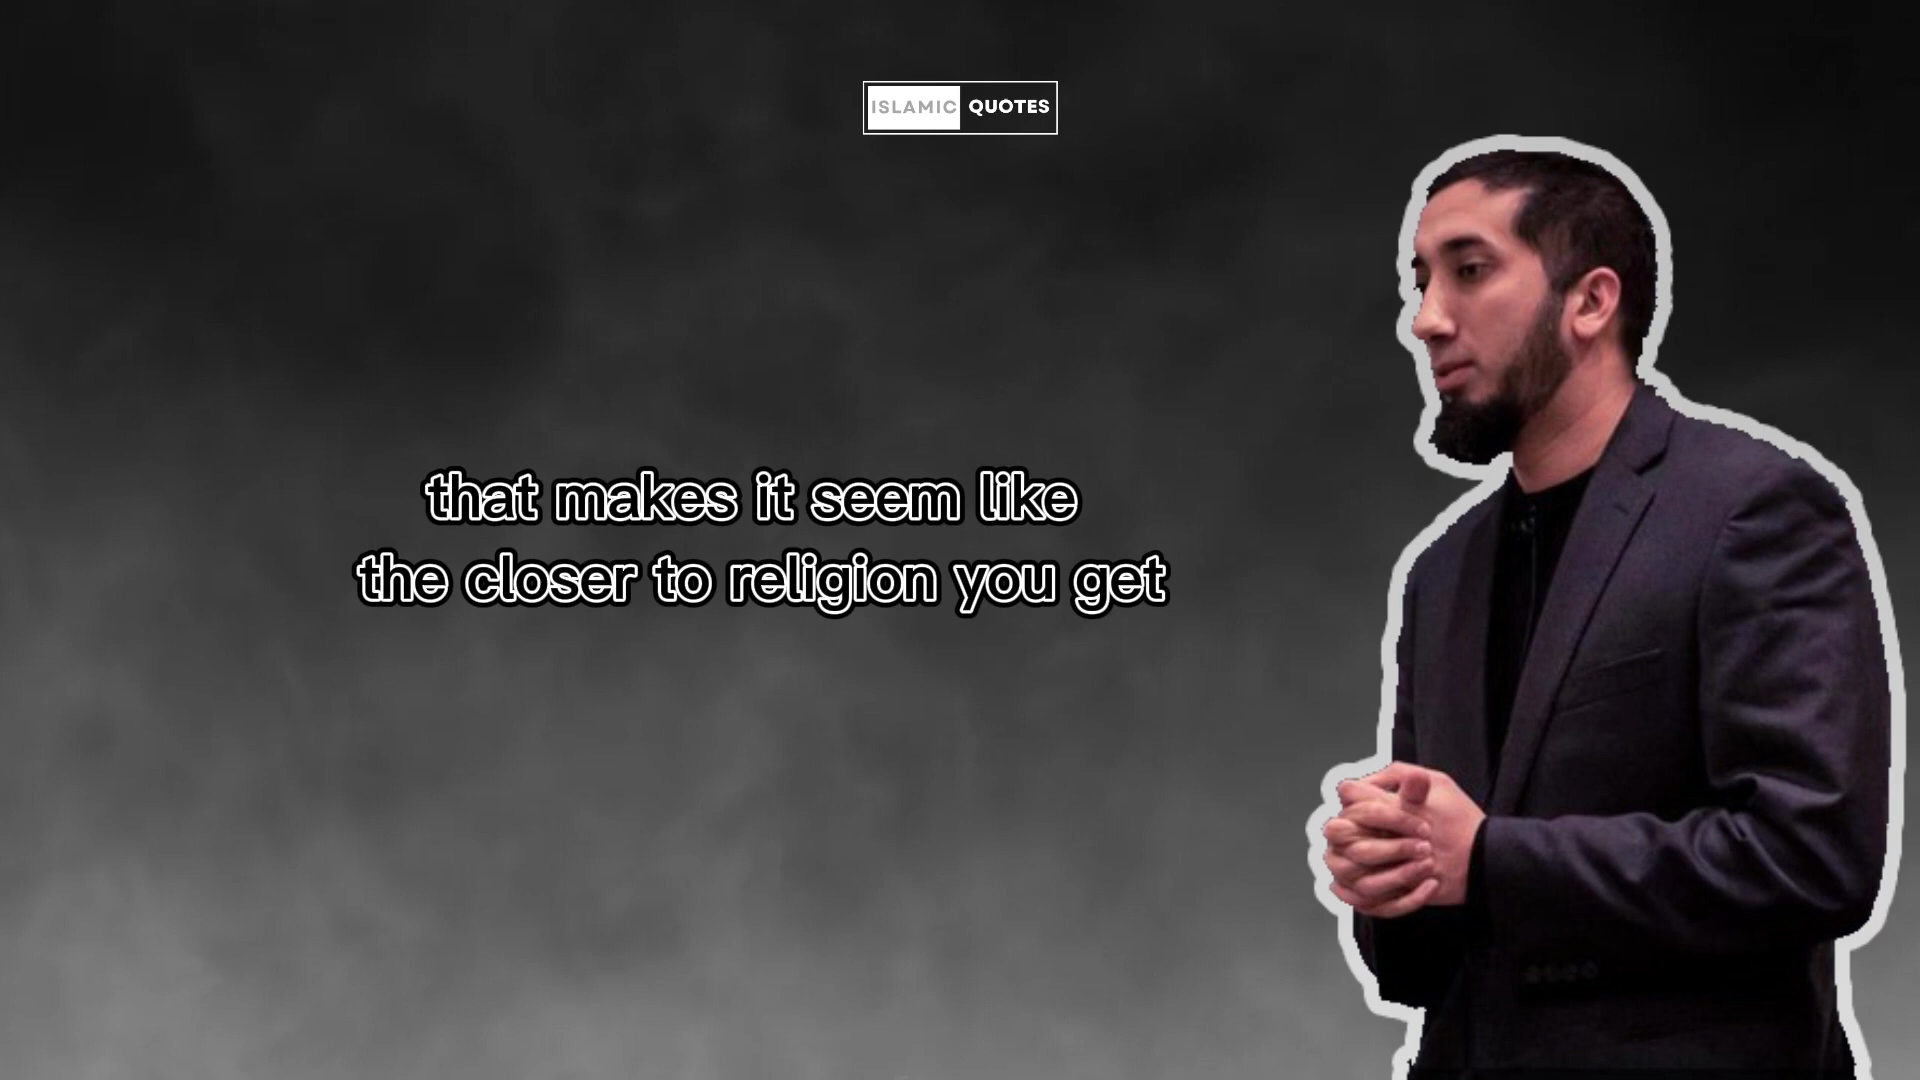 ISLAMIC QUOTES
that makes it seem like
the closer to religion you get